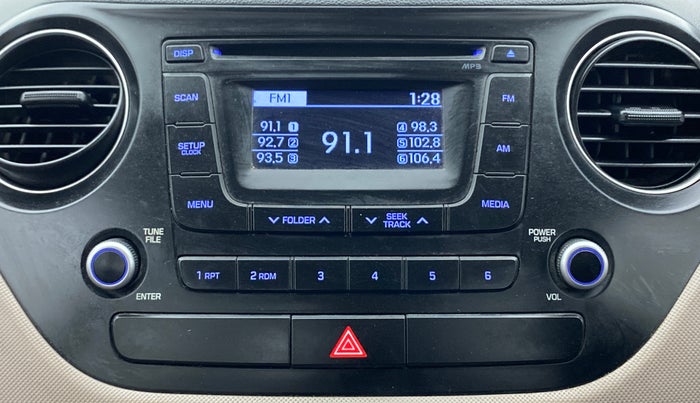 DISP
MP3
SCAN
FM1 1:28
FM
91.1 1 4 98,3
92,7 2 91.1 5 102,8
93,5 3 6 106,4
SETUP
CLOCK
AM
MENU
FOLDER
SEEK
TRACK
MEDIA
TUNE
FILE
POWER
PUSH
1 RPT
2 RDM
3
4
5
6
ENTER
VOL